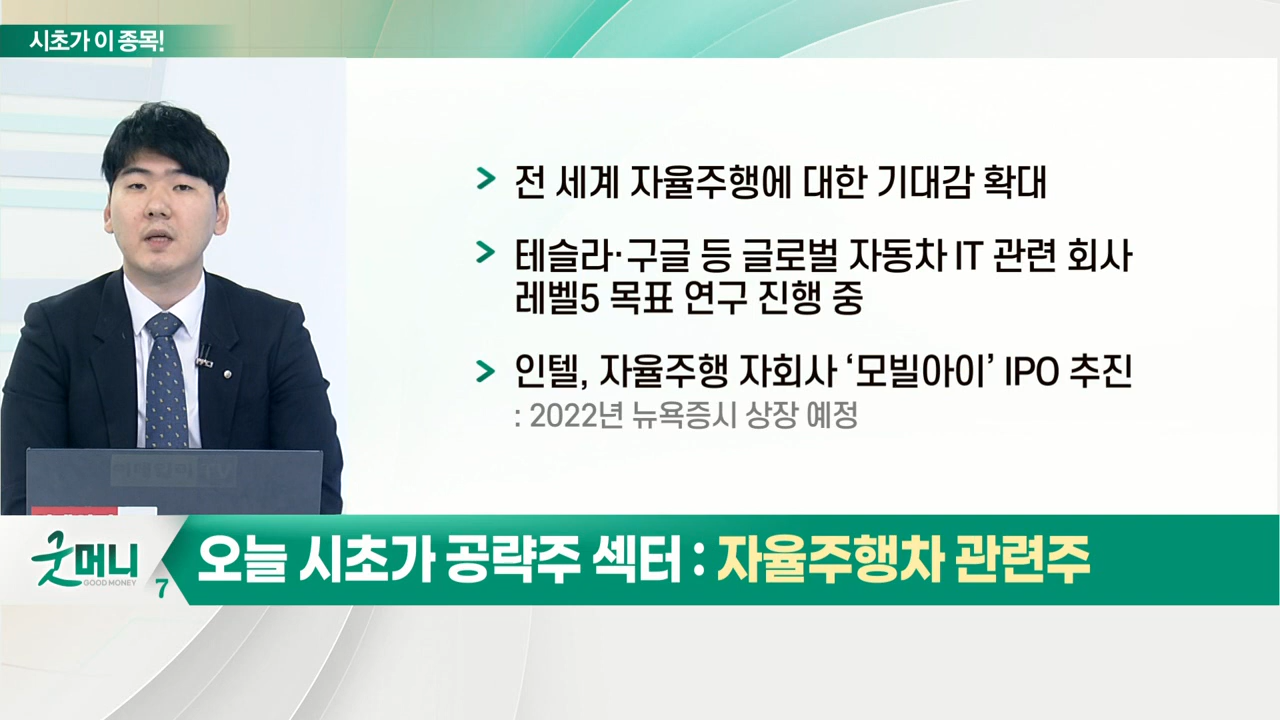 시초가 이 종목!
> 전 세계 자율주행에 대한 기대감 확대
> 테슬라·구글 등 글로벌 자동차 IT 관련 회사
레벨5 목표 연구 진행 중
> 인텔, 자율주행 자회사 ‘모빌아이’ IPO 추진
: 2022년 뉴욕증시 상장 예정
굿머니
GOOD MONEY
7
오늘 시초가 공략주 섹터 : 자율주행차 관련주